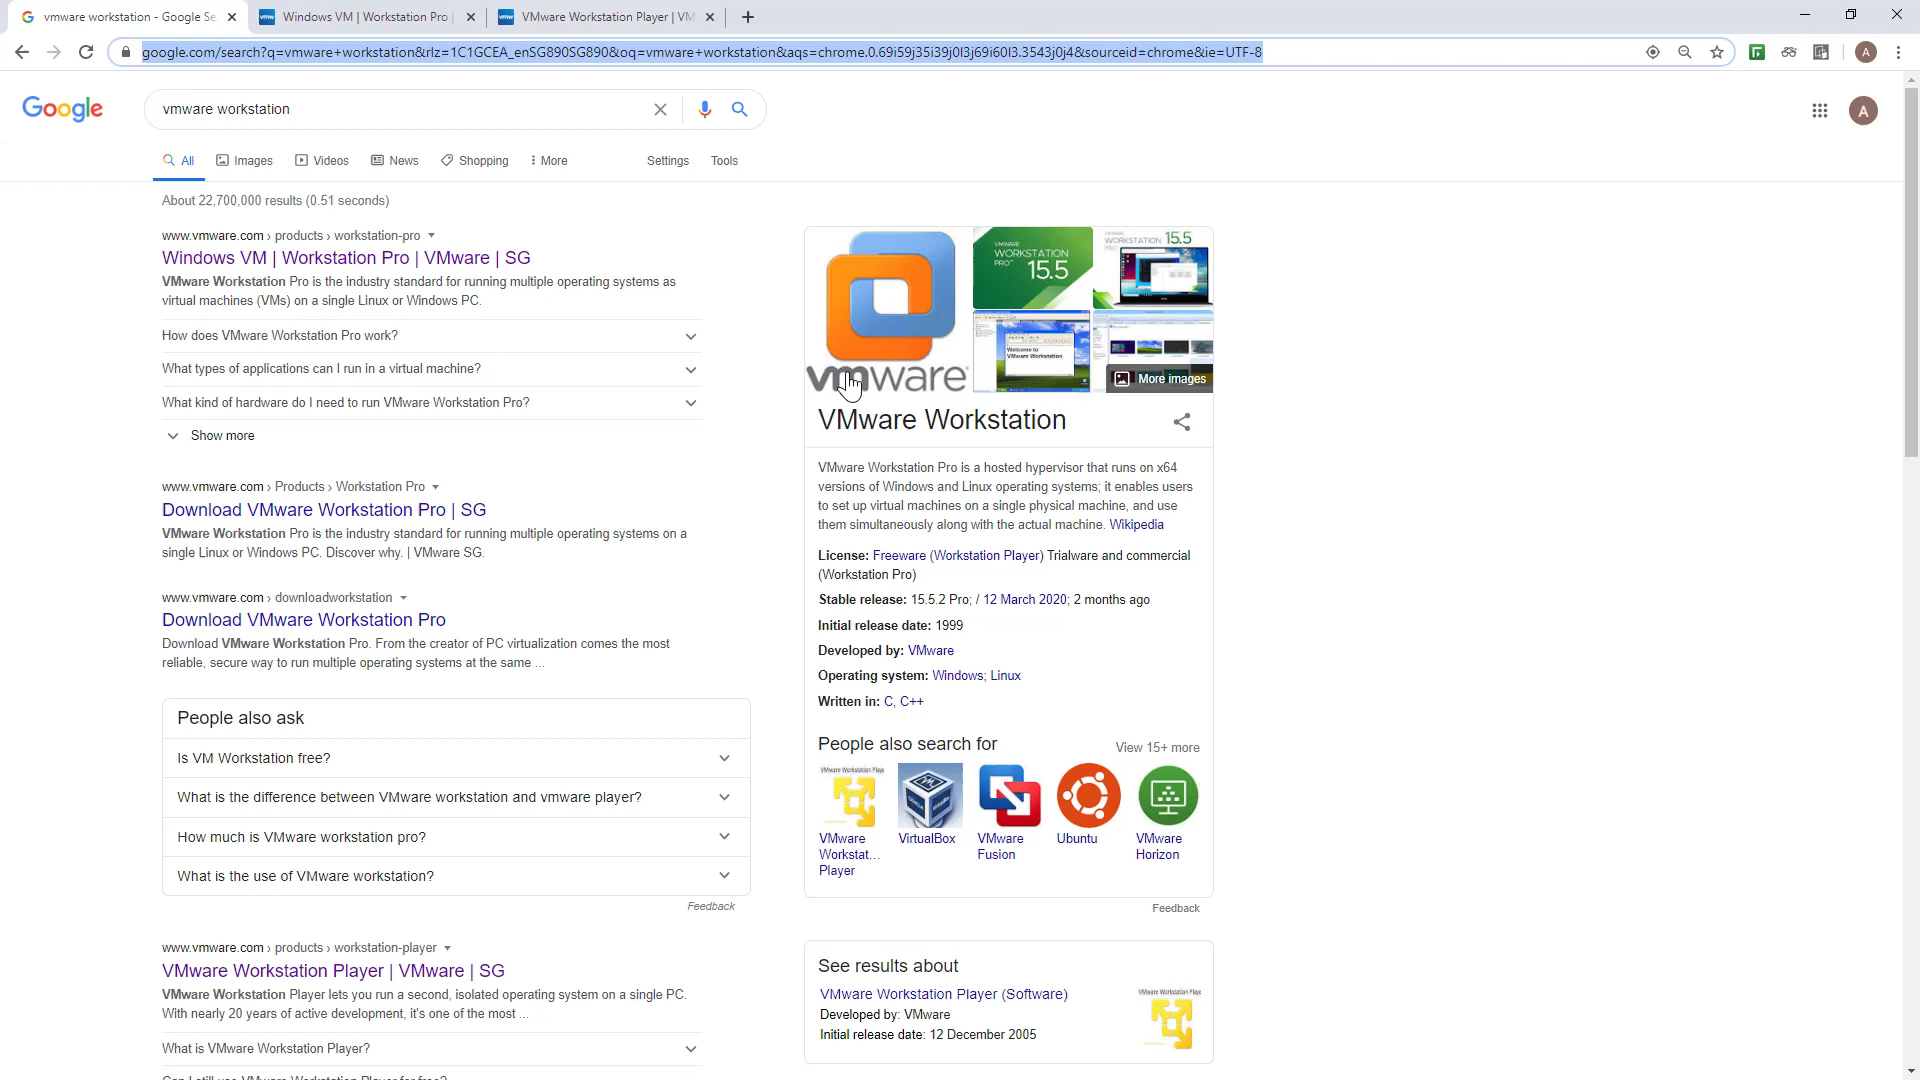 vmware workstation - Google Se
Windows VM | Workstation Pro |
VMware Workstation Player | VM
google.com/search?q=vmware+workstation&rlz=1C1GCEA_enSG890SG890&oq=vmware+workstation&aqs=chrome.0.69i59j35i39j0l3j69i60l3.3543j0j4&sourceid=chrome&ie=UTF-8
A
Google
vmware workstation
A
All
Images
Videos
News
Shopping
More
Settings
Tools
About 22,700,000 results (0.51 seconds)
www.vmware.com › products › workstation-pro
Windows VM | Workstation Pro | VMware | SG
VMware Workstation Pro is the industry standard for running multiple operating systems as
virtual machines (VMs) on a single Linux or Windows PC.
How does VMware Workstation Pro work?
What types of applications can I run in a virtual machine?
What kind of hardware do I need to run VMware Workstation Pro?
Show more
www.vmware.com › Products › Workstation Pro
Download VMware Workstation Pro | SG
VMware Workstation Pro is the industry standard for running multiple operating systems on a
single Linux or Windows PC. Discover why. | VMware SG.
www.vmware.com › downloadworkstation
Download VMware Workstation Pro
Download VMware Workstation Pro. From the creator of PC virtualization comes the most
reliable, secure way to run multiple operating systems at the same ...
People also ask
Is VM Workstation free?
What is the difference between VMware workstation and vmware player?
How much is VMware workstation pro?
What is the use of VMware workstation?
Feedback
www.vmware.com › products › workstation-player
VMware Workstation Player | VMware | SG
VMware Workstation Player lets you run a second, isolated operating system on a single PC.
With nearly 20 years of active development, it's one of the most ...
What is VMware Workstation Player?
Can I still use VMware Workstation Player for free?
vmware
VMWARE
WORKSTATION
PRO
15.5
WORKSTATION
15.5
Welcome to
VMware Workstation
More images
VMware Workstation
VMware Workstation Pro is a hosted hypervisor that runs on x64
versions of Windows and Linux operating systems; it enables users
to set up virtual machines on a single physical machine, and use
them simultaneously along with the actual machine. Wikipedia
License: Freeware (Workstation Player) Trialware and commercial
(Workstation Pro)
Stable release: 15.5.2 Pro; / 12 March 2020; 2 months ago
Initial release date: 1999
Developed by: VMware
Operating system: Windows; Linux
Written in: C, C++
People also search for
View 15+ more
VMware Workstation Playe
VMware
Workstat...
Player
VirtualBox
VMware
Fusion
Ubuntu
VMware
Horizon
Feedback
See results about
VMware Workstation Player (Software)
Developed by: VMware
Initial release date: 12 December 2005
VMware Workstation Playe